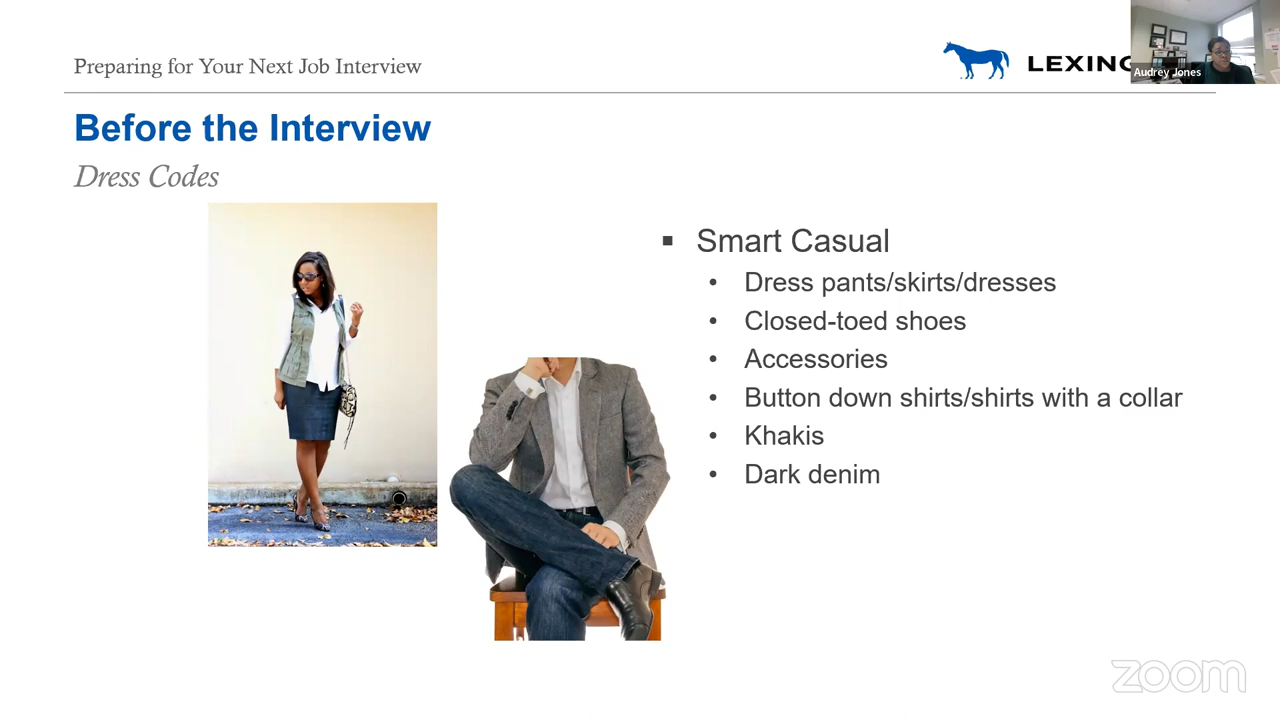 Preparing for Your Next Job Interview
LEXING
Audrey Jones
Before the Interview
Dress Codes
▪ Smart Casual
• Dress pants/skirts/dresses
• Closed-toed shoes
• Accessories
• Button down shirts/shirts with a collar
• Khakis
• Dark denim
zoom